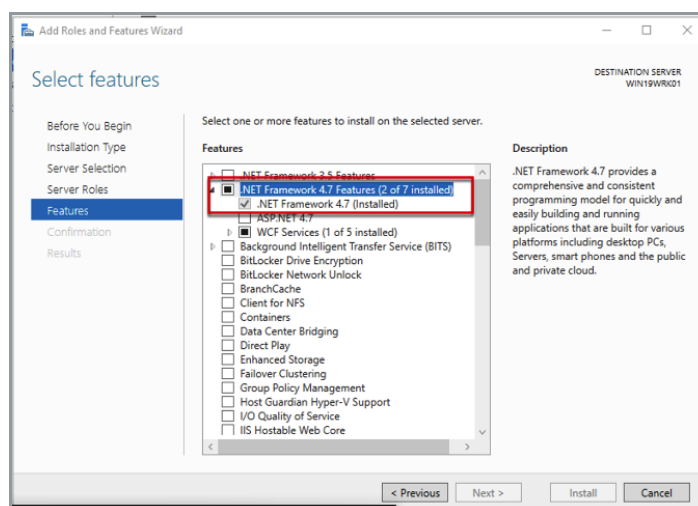 Add Roles and Features Wizard
Select features
DESTINATION SERVER
WIN19WRK01
Before You Begin
Installation Type
Server Selection
Server Roles
Features
Confirmation
Results
Select one or more features to install on the selected server.
Features
.NET Framework 3.5 Features
.NET Framework 4.7 Features (2 of 7 installed)
.NET Framework 4.7 (Installed)
ASP.NET 4.7
WCF Services (1 of 5 installed)
Background Intelligent Transfer Service (BITS)
BitLocker Drive Encryption
BitLocker Network Unlock
BranchCache
Client for NFS
Containers
Data Center Bridging
Direct Play
Enhanced Storage
Failover Clustering
Group Policy Management
Host Guardian Hyper-V Support
I/O Quality of Service
IIS Hostable Web Core
Description
.NET Framework 4.7 provides a
comprehensive and consistent
programming model for quickly and
easily building and running
applications that are built for various
platforms including desktop PCs,
Servers, smart phones and the public
and private cloud.
< Previous
Next >
Install
Cancel